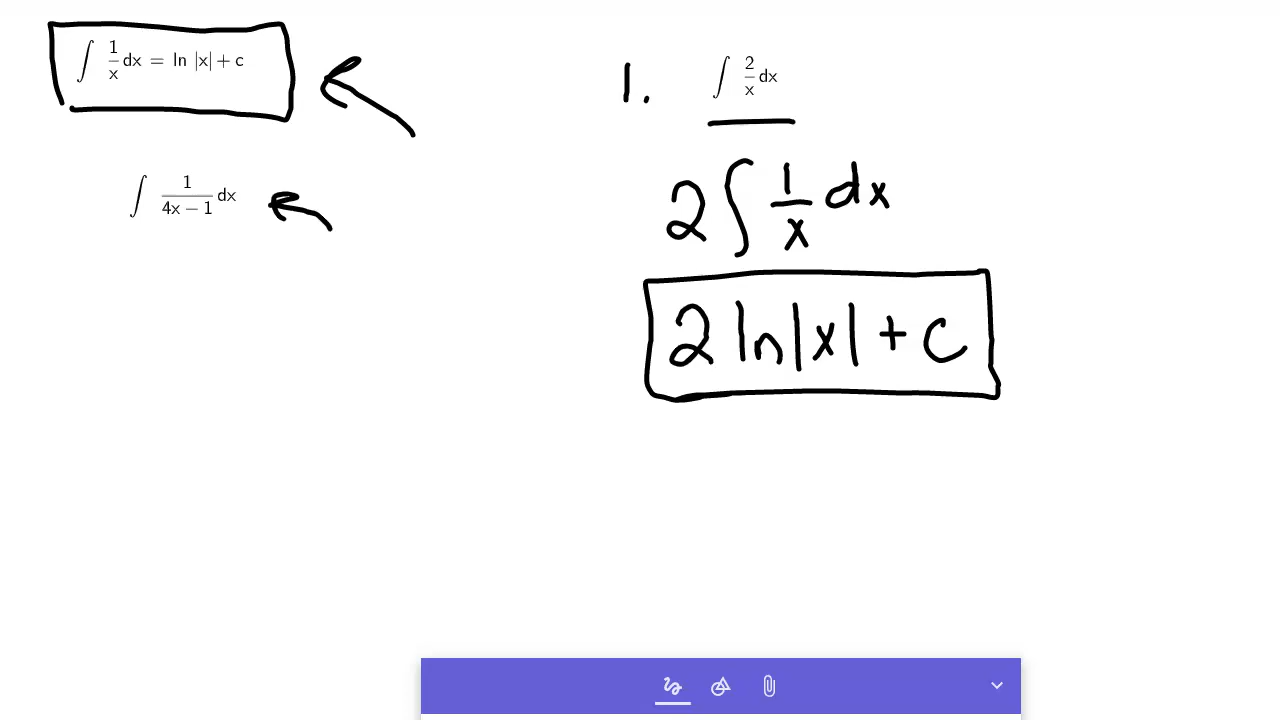 ∫ 1/x dx = ln |x| + c
∫ 1/(4x − 1) dx
1. ∫ 2/x dx
2 ∫ 1/x dx
2 ln|x| + c